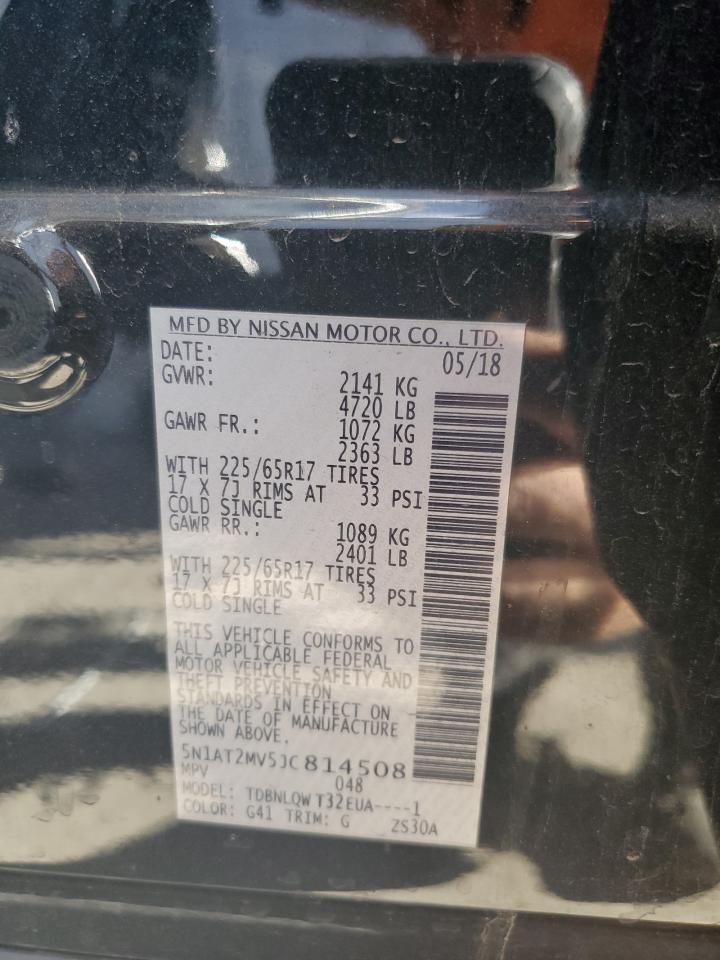 MFD BY NISSAN MOTOR CO., LTD.
DATE: 05/18
GVWR: 2141 KG
4720 LB
GAWR FR.: 1072 KG
2363 LB
WITH 225/65R17 TIRES
17 X 7J RIMS AT 33 PSI
COLD SINGLE
GAWR RR.: 1089 KG
2401 LB
WITH 225/65R17 TIRES
17 X 7J RIMS AT 33 PSI
COLD SINGLE
THIS VEHICLE CONFORMS TO
ALL APPLICABLE FEDERAL
MOTOR VEHICLE SAFETY AND
THEFT PREVENTION
STANDARDS IN EFFECT ON
THE DATE OF MANUFACTURE
SHOWN ABOVE.
5N1AT2MV5JC814508
MPV 048
MODEL: TDBNLQW T32EUA----1
COLOR: G41 TRIM: G ZS30A